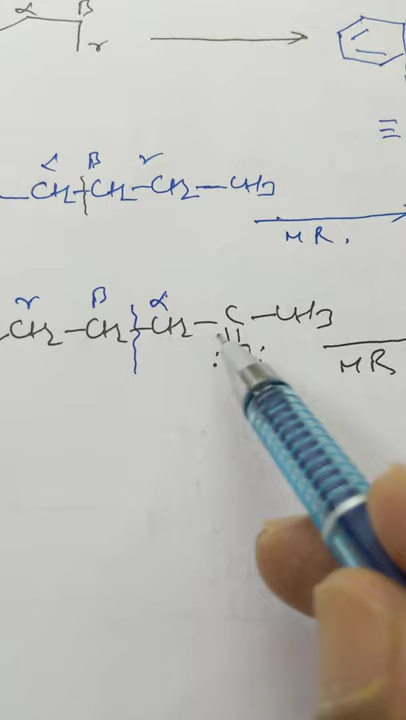 α β
r
α β r
— CH₂ + CH₂ — CH₂ — CH3
MR.
r β α
CH₂ — CH₂ CH₂ — C — CH3
MR